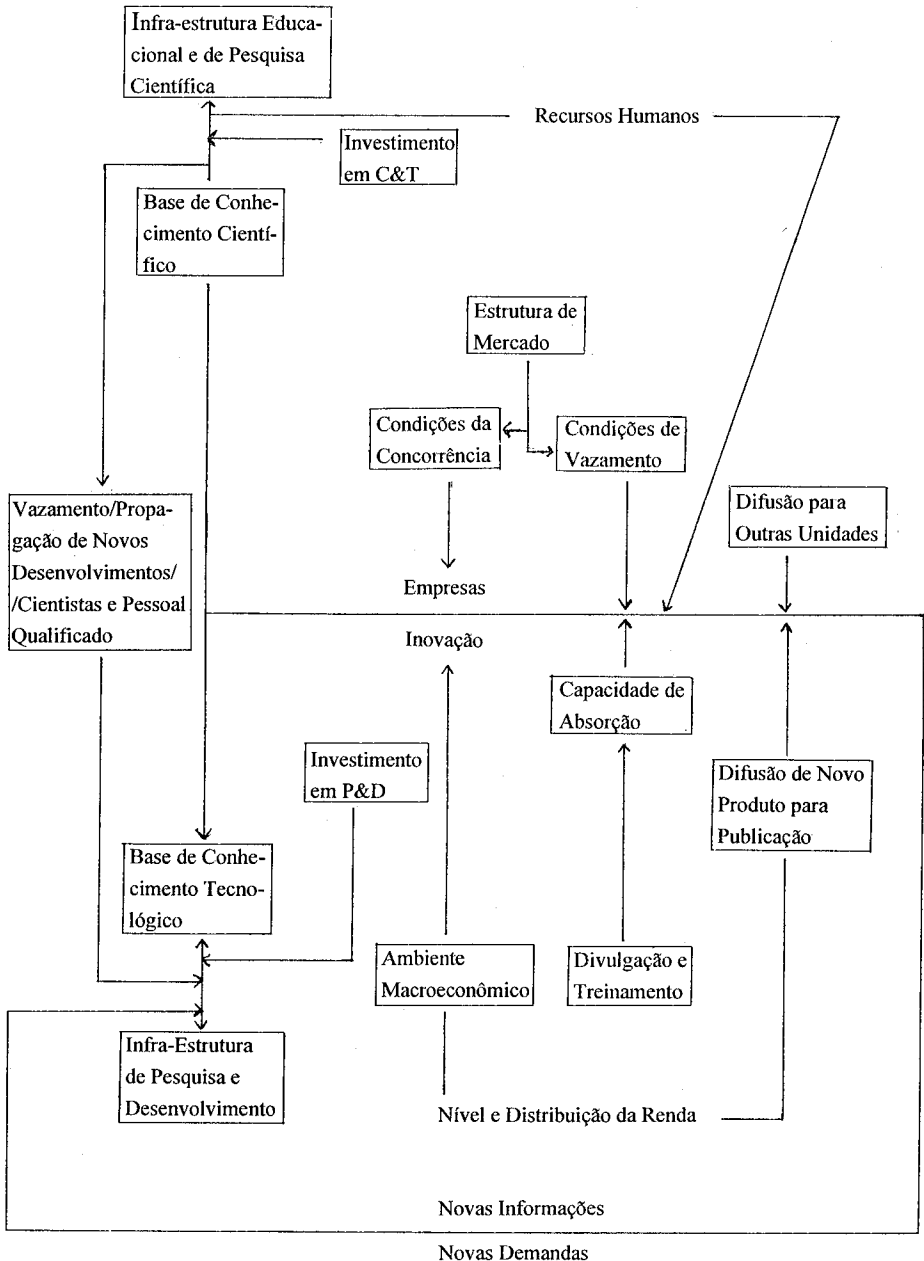 Infra-estrutura Educa-
cional e de Pesquisa
Científica
Recursos Humanos
Investimento
em C&T
Base de Conhe-
cimento Cientí-
fico
Estrutura de
Mercado
Condições da
Concorrência
Condições de
Vazamento
Vazamento/Propa-
gação de Novos
Desenvolvimentos/
/Cientistas e Pessoal
Qualificado
Difusão para
Outras Unidades
Empresas
Inovação
Capacidade de
Absorção
Investimento
em P&D
Difusão de Novo
Produto para
Publicação
Base de Conhe-
cimento Tecno-
lógico
Ambiente
Macroeconômico
Divulgação e
Treinamento
Infra-Estrutura
de Pesquisa e
Desenvolvimento
Nível e Distribuição da Renda
Novas Informações
Novas Demandas